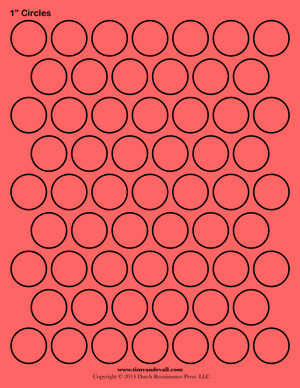 1" Circles
www.timvandevall.com
Copyright © 2014 Dutch Renaissance Press LLC